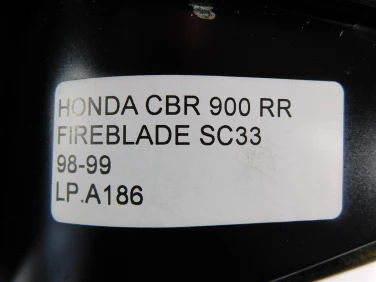 HONDA CBR 900 RR
FIREBLADE SC33
98-99
LP.A186